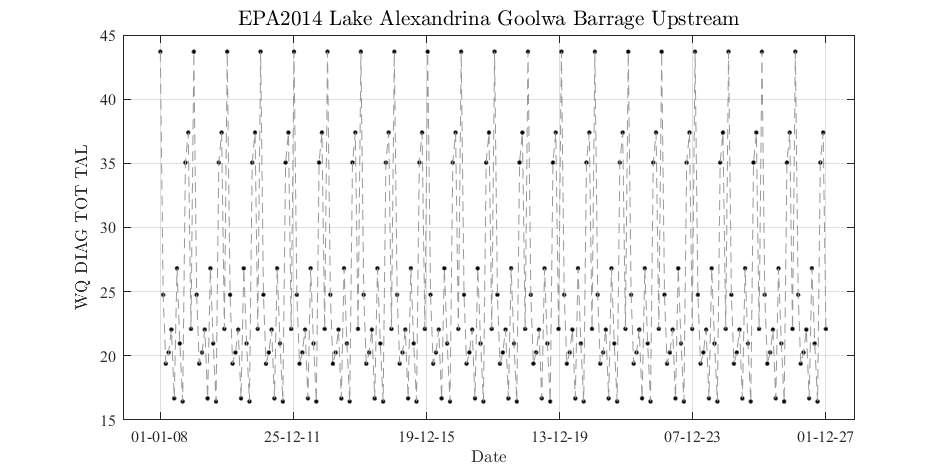 EPA2014 Lake Alexandrina Goolwa Barrage Upstream
45
40
35
30
25
20
15
WQ DIAG TOT TAL
01-01-08 25-12-11 19-12-15 13-12-19 07-12-23 01-12-27
Date